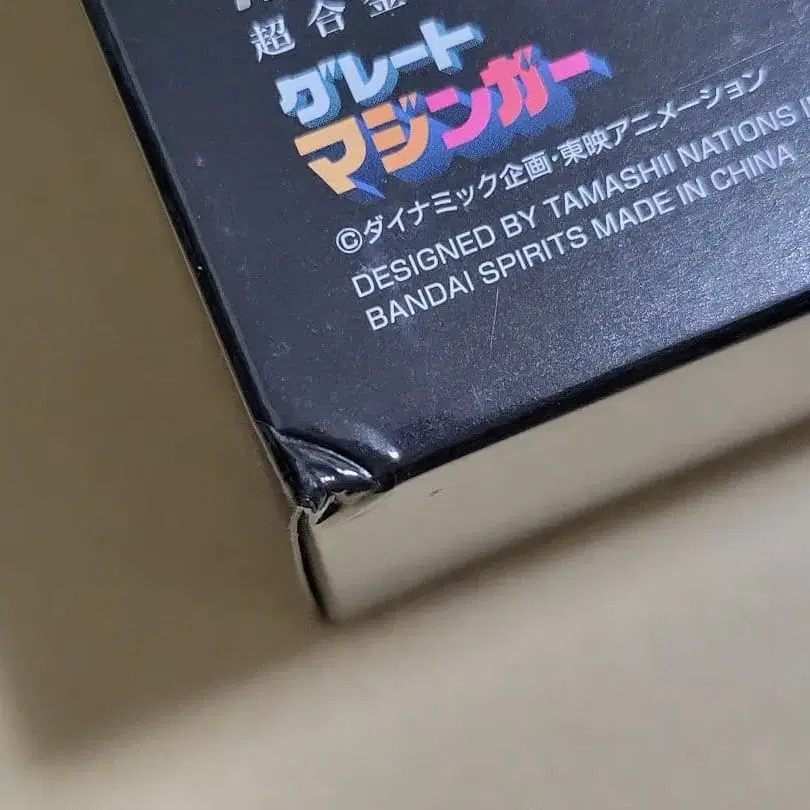 超合金
グレート
マジンガー
©ダイナミック企画・東映アニメーション
DESIGNED BY TAMASHII NATIONS
BANDAI SPIRITS MADE IN CHINA